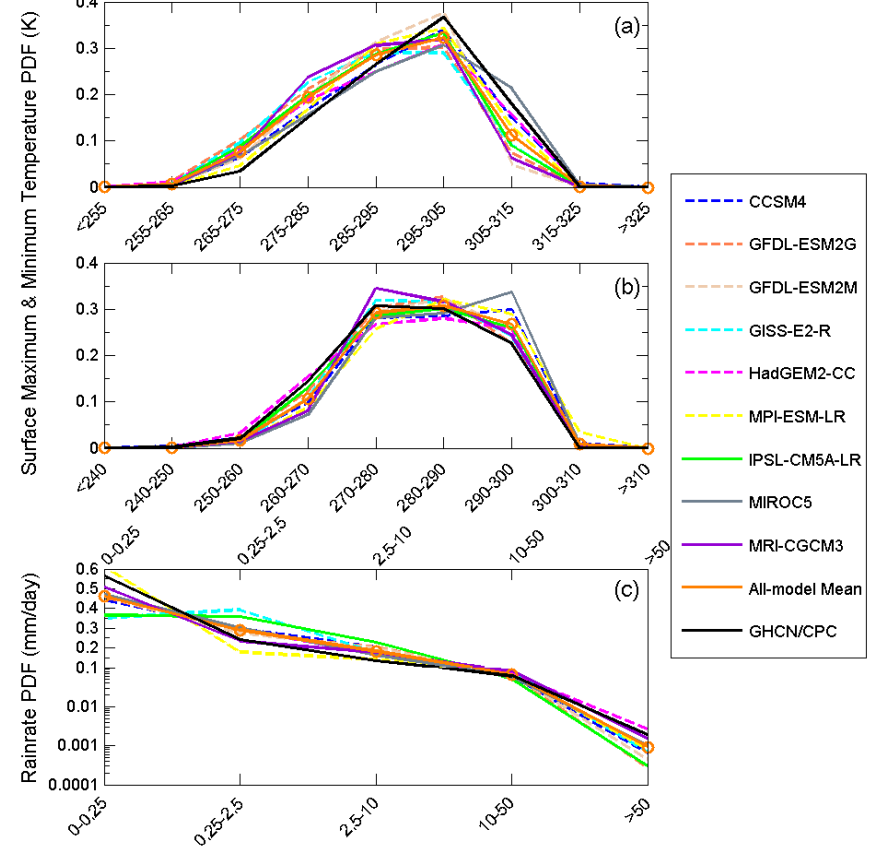 Surface Maximum & Minimum Temperature PDF (K)
0.4
0.3
0.2
0.1
0
(a)
<255
255-265
265-275
275-285
285-295
295-305
305-315
315-325
>325
0.4
0.3
0.2
0.1
0
(b)
<240
240-250
250-260
260-270
270-280
280-290
290-300
300-310
>310
0-0.25
0.25-2.5
2.5-10
10-50
>50
Rainrate PDF (mm/day)
0.6
0.5
0.4
0.3
0.2
0.1
0.01
0.001
0.0001
(c)
0-0.25
0.25-2.5
2.5-10
10-50
>50
CCSM4
GFDL-ESM2G
GFDL-ESM2M
GISS-E2-R
HadGEM2-CC
MPI-ESM-LR
IPSL-CM5A-LR
MIROC5
MRI-CGCM3
All-model Mean
GHCN/CPC